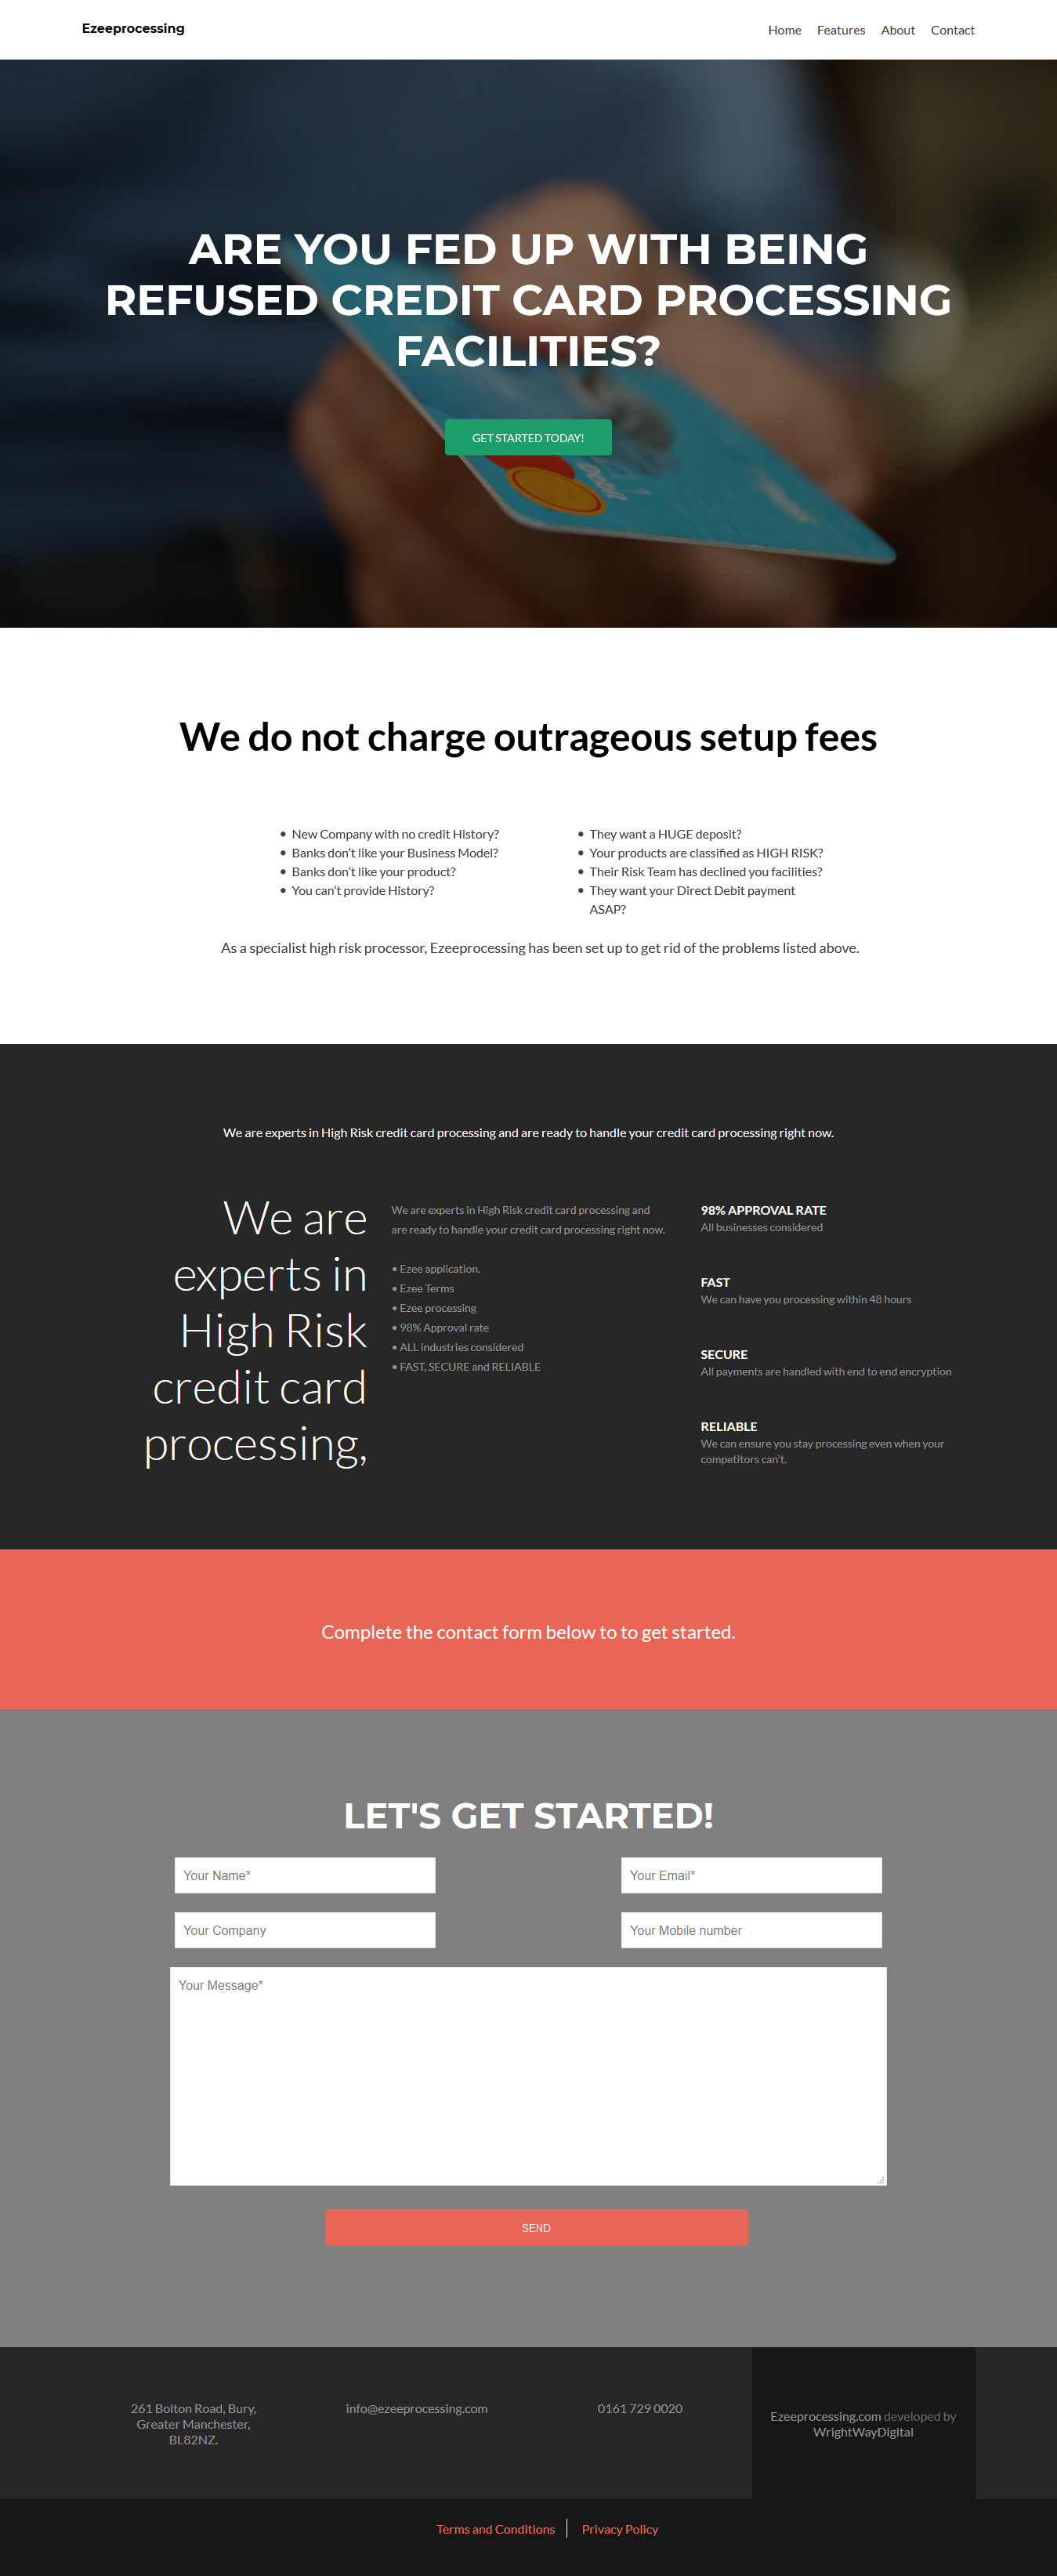 Ezeeprocessing
Home Features About Contact
ARE YOU FED UP WITH BEING
REFUSED CREDIT CARD PROCESSING
FACILITIES?
GET STARTED TODAY!
We do not charge outrageous setup fees
• New Company with no credit History?
• Banks don’t like your Business Model?
• Banks don’t like your product?
• You can’t provide History?
• They want a HUGE deposit?
• Your products are classified as HIGH RISK?
• Their Risk Team has declined you facilities?
• They want your Direct Debit payment
ASAP?
As a specialist high risk processor, Ezeeprocessing has been set up to get rid of the problems listed above.
We are experts in High Risk credit card processing and are ready to handle your credit card processing right now.
We are
experts in
High Risk
credit card
processing,
We are experts in High Risk credit card processing and
are ready to handle your credit card processing right now.
• Ezee application.
• Ezee Terms
• Ezee processing
• 98% Approval rate
• ALL industries considered
• FAST, SECURE and RELIABLE
98% APPROVAL RATE
All businesses considered
FAST
We can have you processing within 48 hours
SECURE
All payments are handled with end to end encryption
RELIABLE
We can ensure you stay processing even when your
competitors can't.
Complete the contact form below to to get started.
LET'S GET STARTED!
Your Name*
Your Email*
Your Company
Your Mobile number
Your Message*
SEND
261 Bolton Road, Bury,
Greater Manchester,
BL82NZ.
info@ezeeprocessing.com
0161 729 0020
Ezeeprocessing.com developed by
WrightWayDigital
Terms and Conditions
Privacy Policy